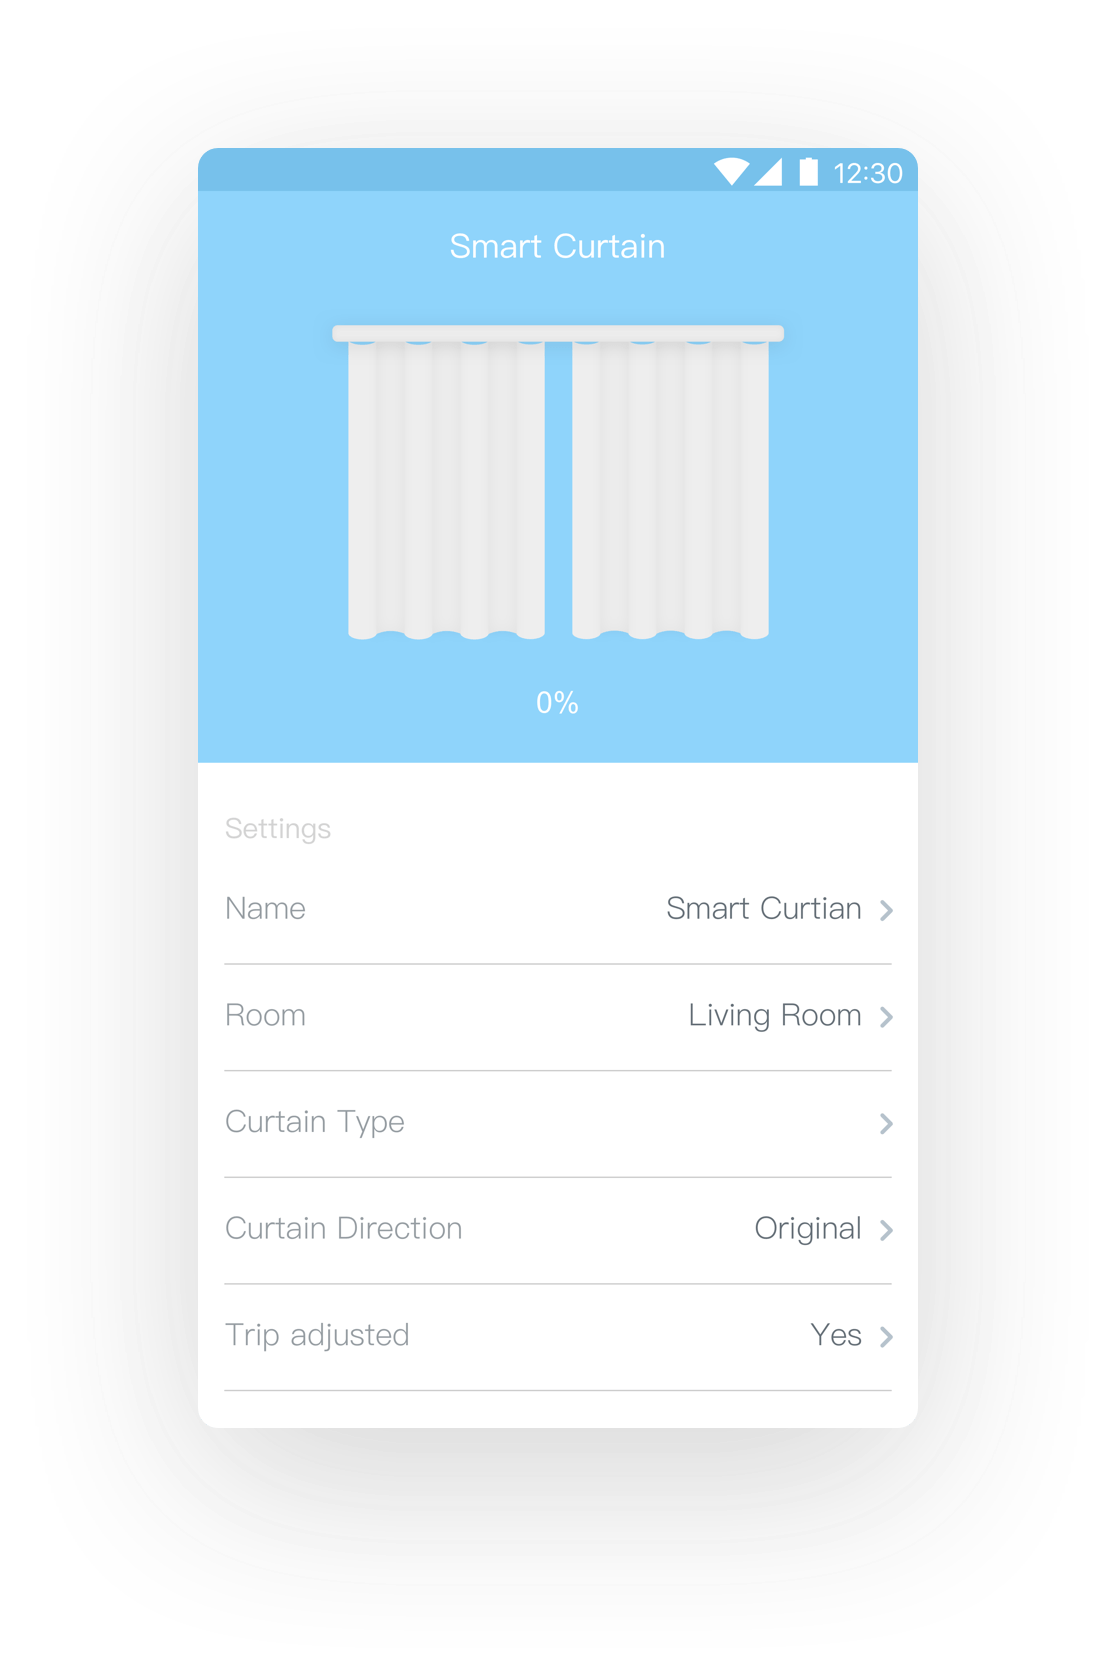 12:30
Smart Curtain
0%
Settings
Name Smart Curtian
Room Living Room
Curtain Type
Curtain Direction Original
Trip adjusted Yes